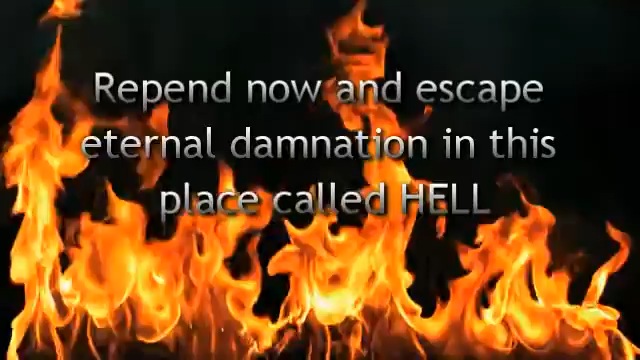 Repend now and escape
eternal damnation in this
place called HELL